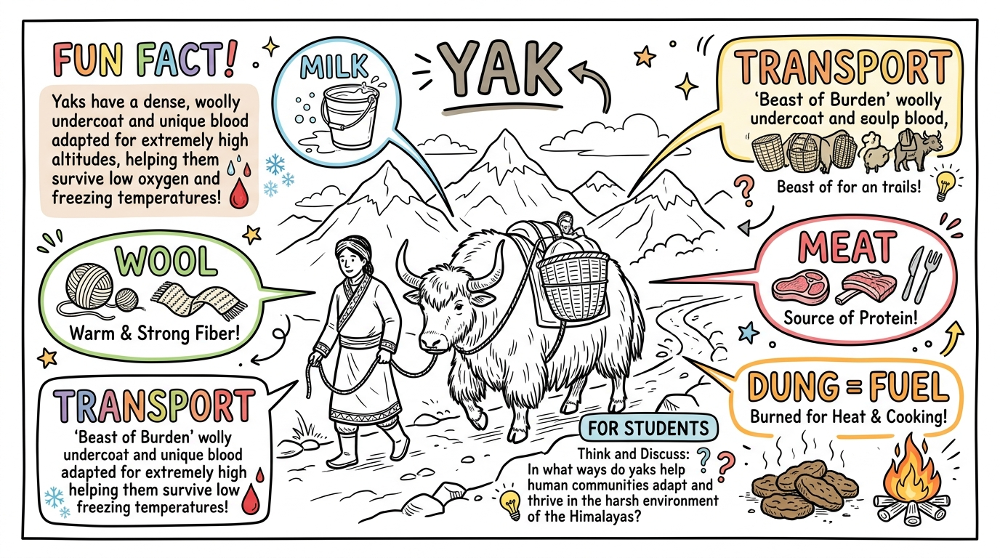 FUN FACT!
Yaks have a dense, woolly
undercoat and unique blood
adapted for extremely high
altitudes, helping them
survive low oxygen and
freezing temperatures!
MILK
YAK
TRANSPORT
'Beast of Burden' woolly
undercoat and eoulp blood,
Beast of for an trails!
WOOL
Warm & Strong Fiber!
MEAT
Source of Protein!
TRANSPORT
'Beast of Burden' wolly
undercoat and unique blood
adapted for extremely high
helping them survive low
freezing temperatures!
DUNG = FUEL
Burned for Heat & Cooking!
FOR STUDENTS
Think and Discuss:
In what ways do yaks help
human communities adapt and
thrive in the harsh environment
of the Himalayas?